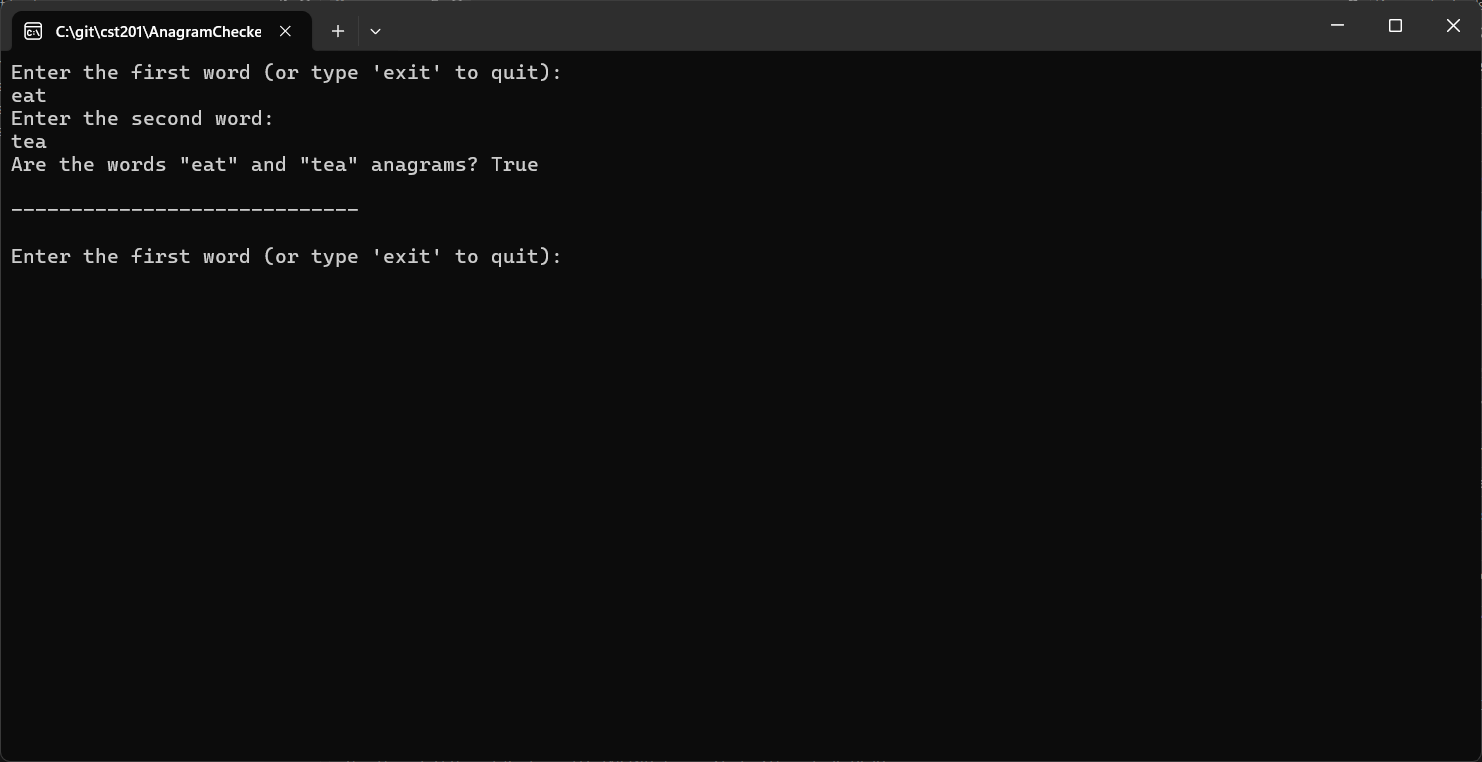 C:\git\cst201\AnagramChecke
Enter the first word (or type 'exit' to quit):
eat
Enter the second word:
tea
Are the words "eat" and "tea" anagrams? True
-----------------------------
Enter the first word (or type 'exit' to quit):